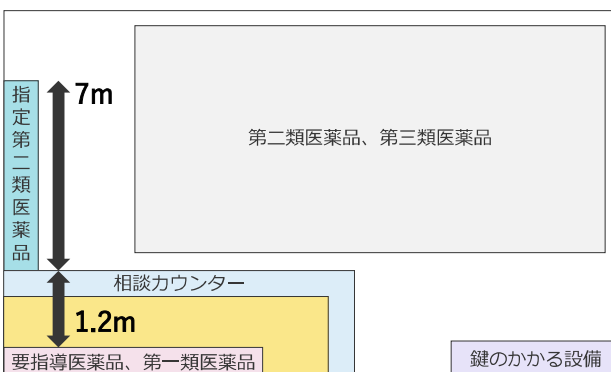 7m
指定第二類医薬品
第二類医薬品、第三類医薬品
相談カウンター
1.2m
要指導医薬品、第一類医薬品
鍵のかかる設備